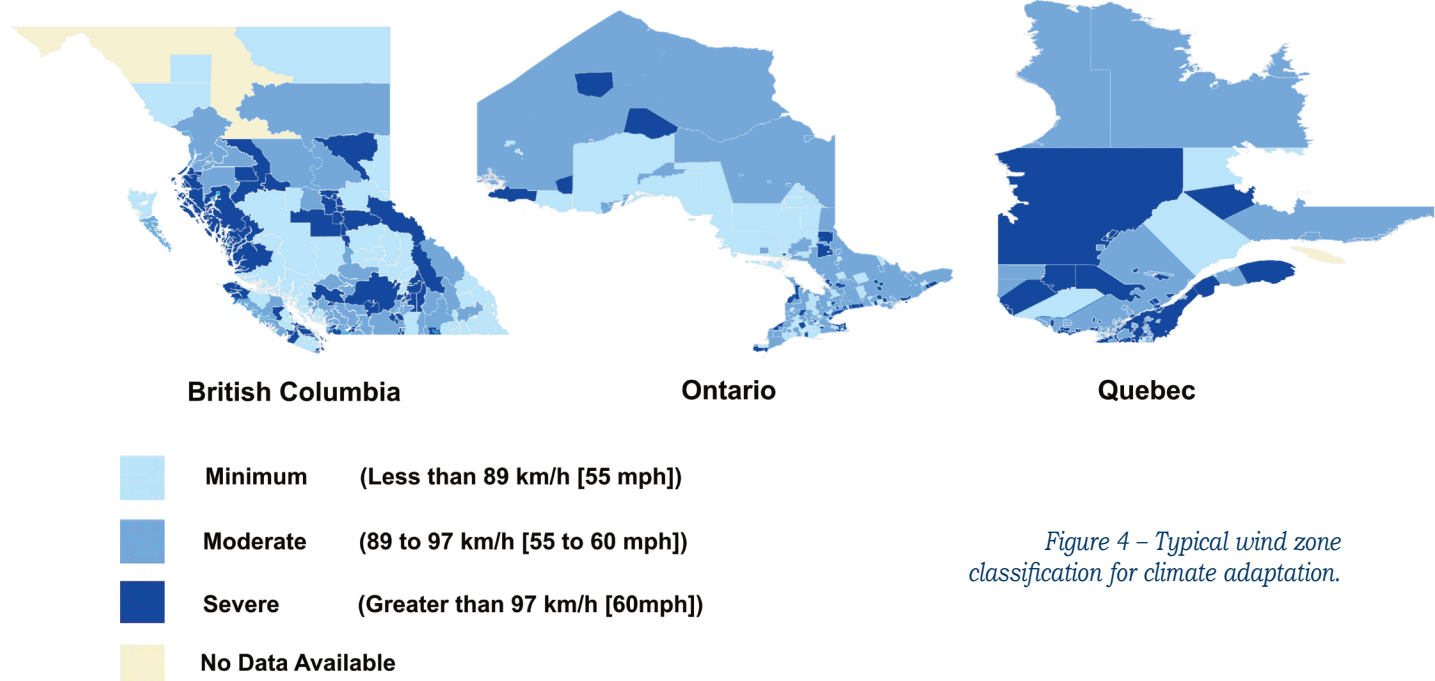 British Columbia
Ontario
Quebec
Minimum (Less than 89 km/h [55 mph])
Moderate (89 to 97 km/h [55 to 60 mph])
Severe (Greater than 97 km/h [60mph])
No Data Available
Figure 4 – Typical wind zone
classification for climate adaptation.